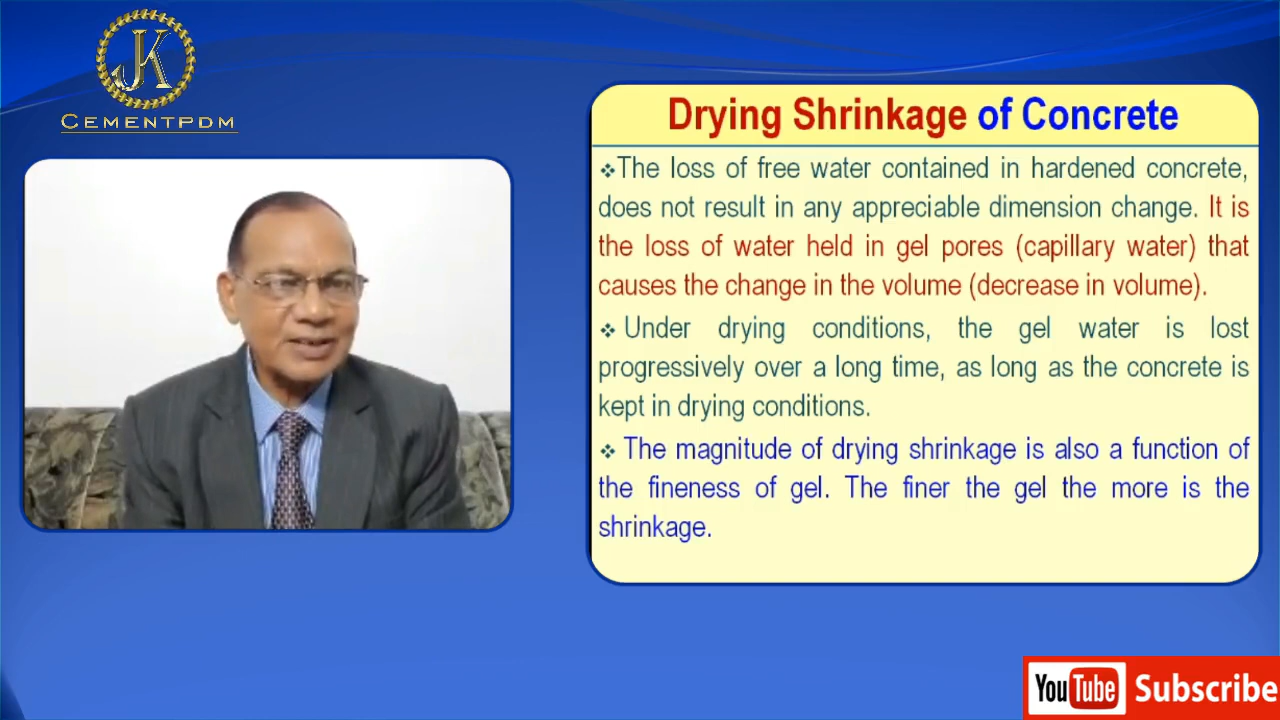 JK
CEMENTPDM
Drying Shrinkage of Concrete
❖The loss of free water contained in hardened concrete,
does not result in any appreciable dimension change. It is
the loss of water held in gel pores (capillary water) that
causes the change in the volume (decrease in volume).
❖ Under drying conditions, the gel water is lost
progressively over a long time, as long as the concrete is
kept in drying conditions.
❖ The magnitude of drying shrinkage is also a function of
the fineness of gel. The finer the gel the more is the
shrinkage.
YouTube Subscribe